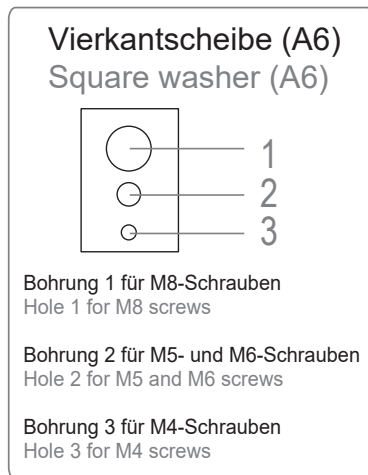 Vierkantscheibe (A6)
Square washer (A6)
1
2
3
Bohrung 1 für M8-Schrauben
Hole 1 for M8 screws
Bohrung 2 für M5- und M6-Schrauben
Hole 2 for M5 and M6 screws
Bohrung 3 für M4-Schrauben
Hole 3 for M4 screws